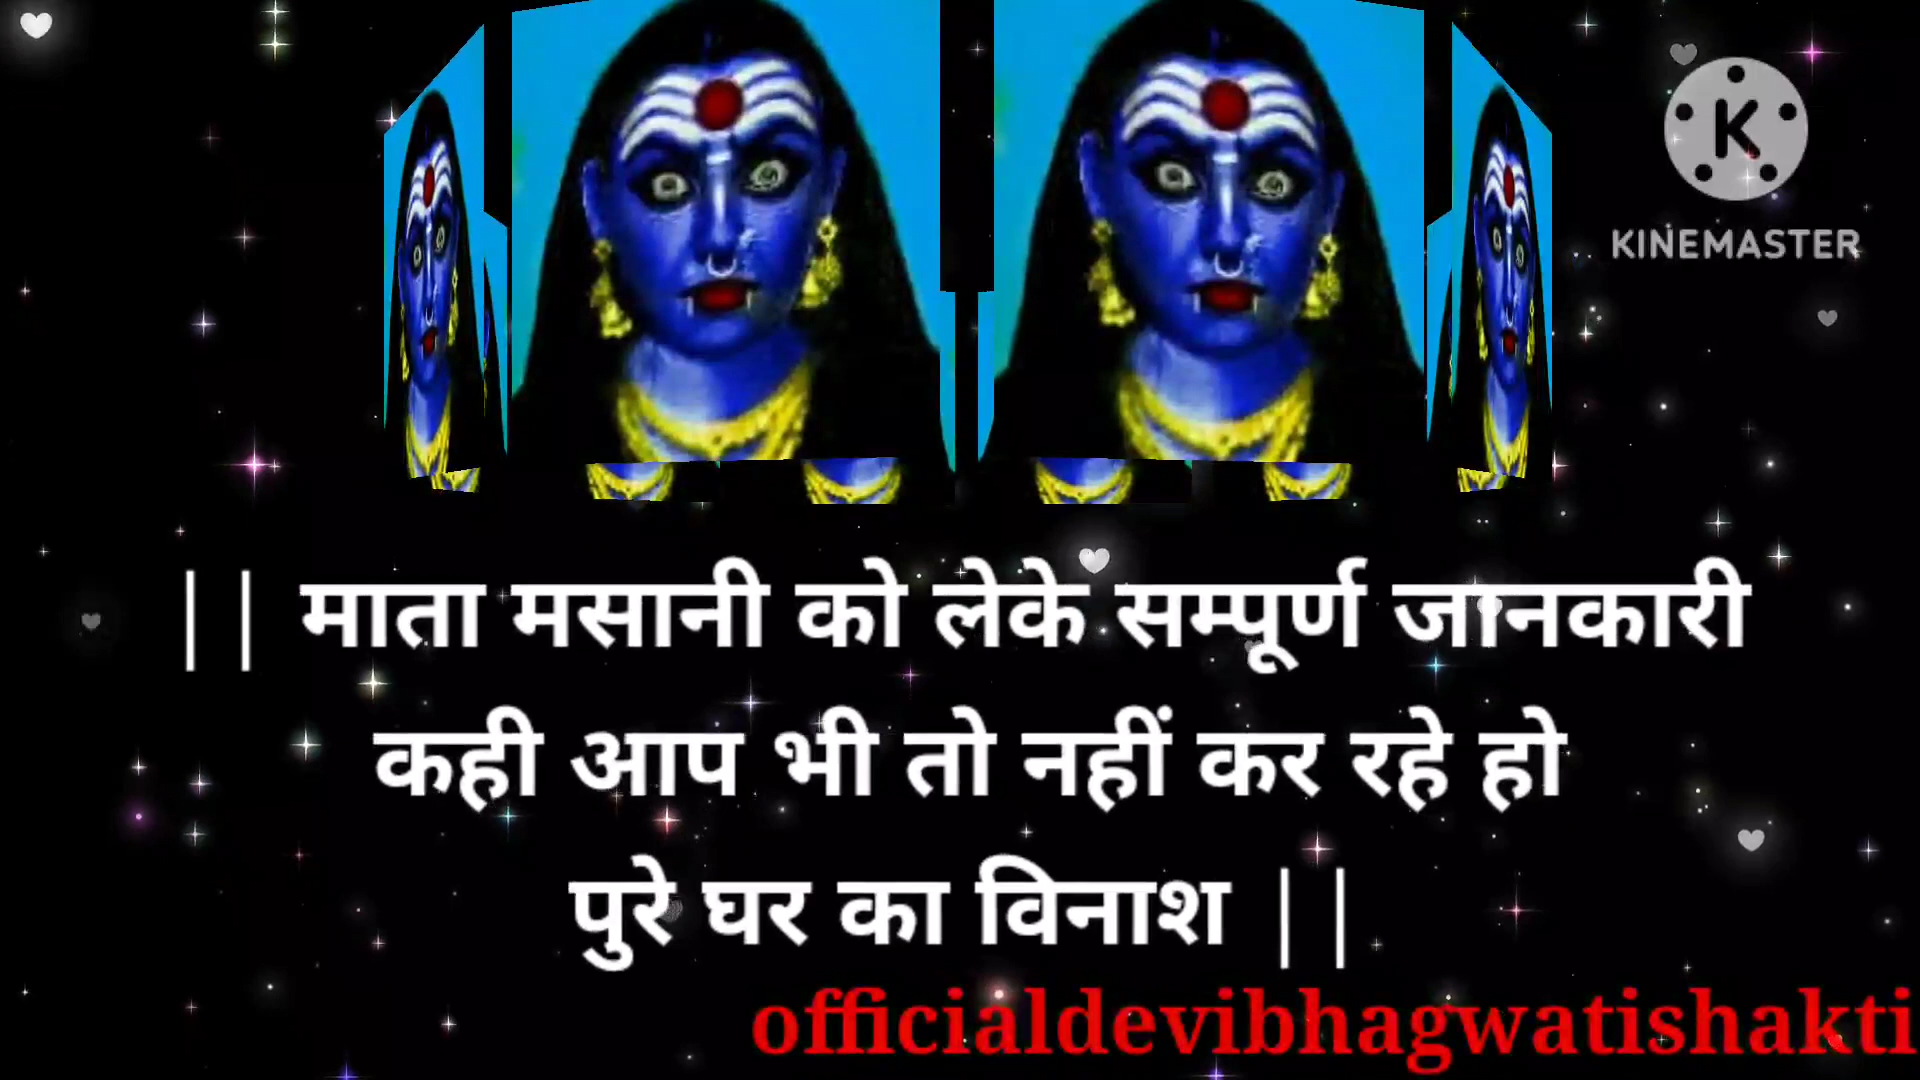 KINEMASTER
|| माता मसानी को लेके सम्पूर्ण जानकारी
कही आप भी तो नहीं कर रहे हो
पुरे घर का विनाश ||
officialdevibhagwatishakti